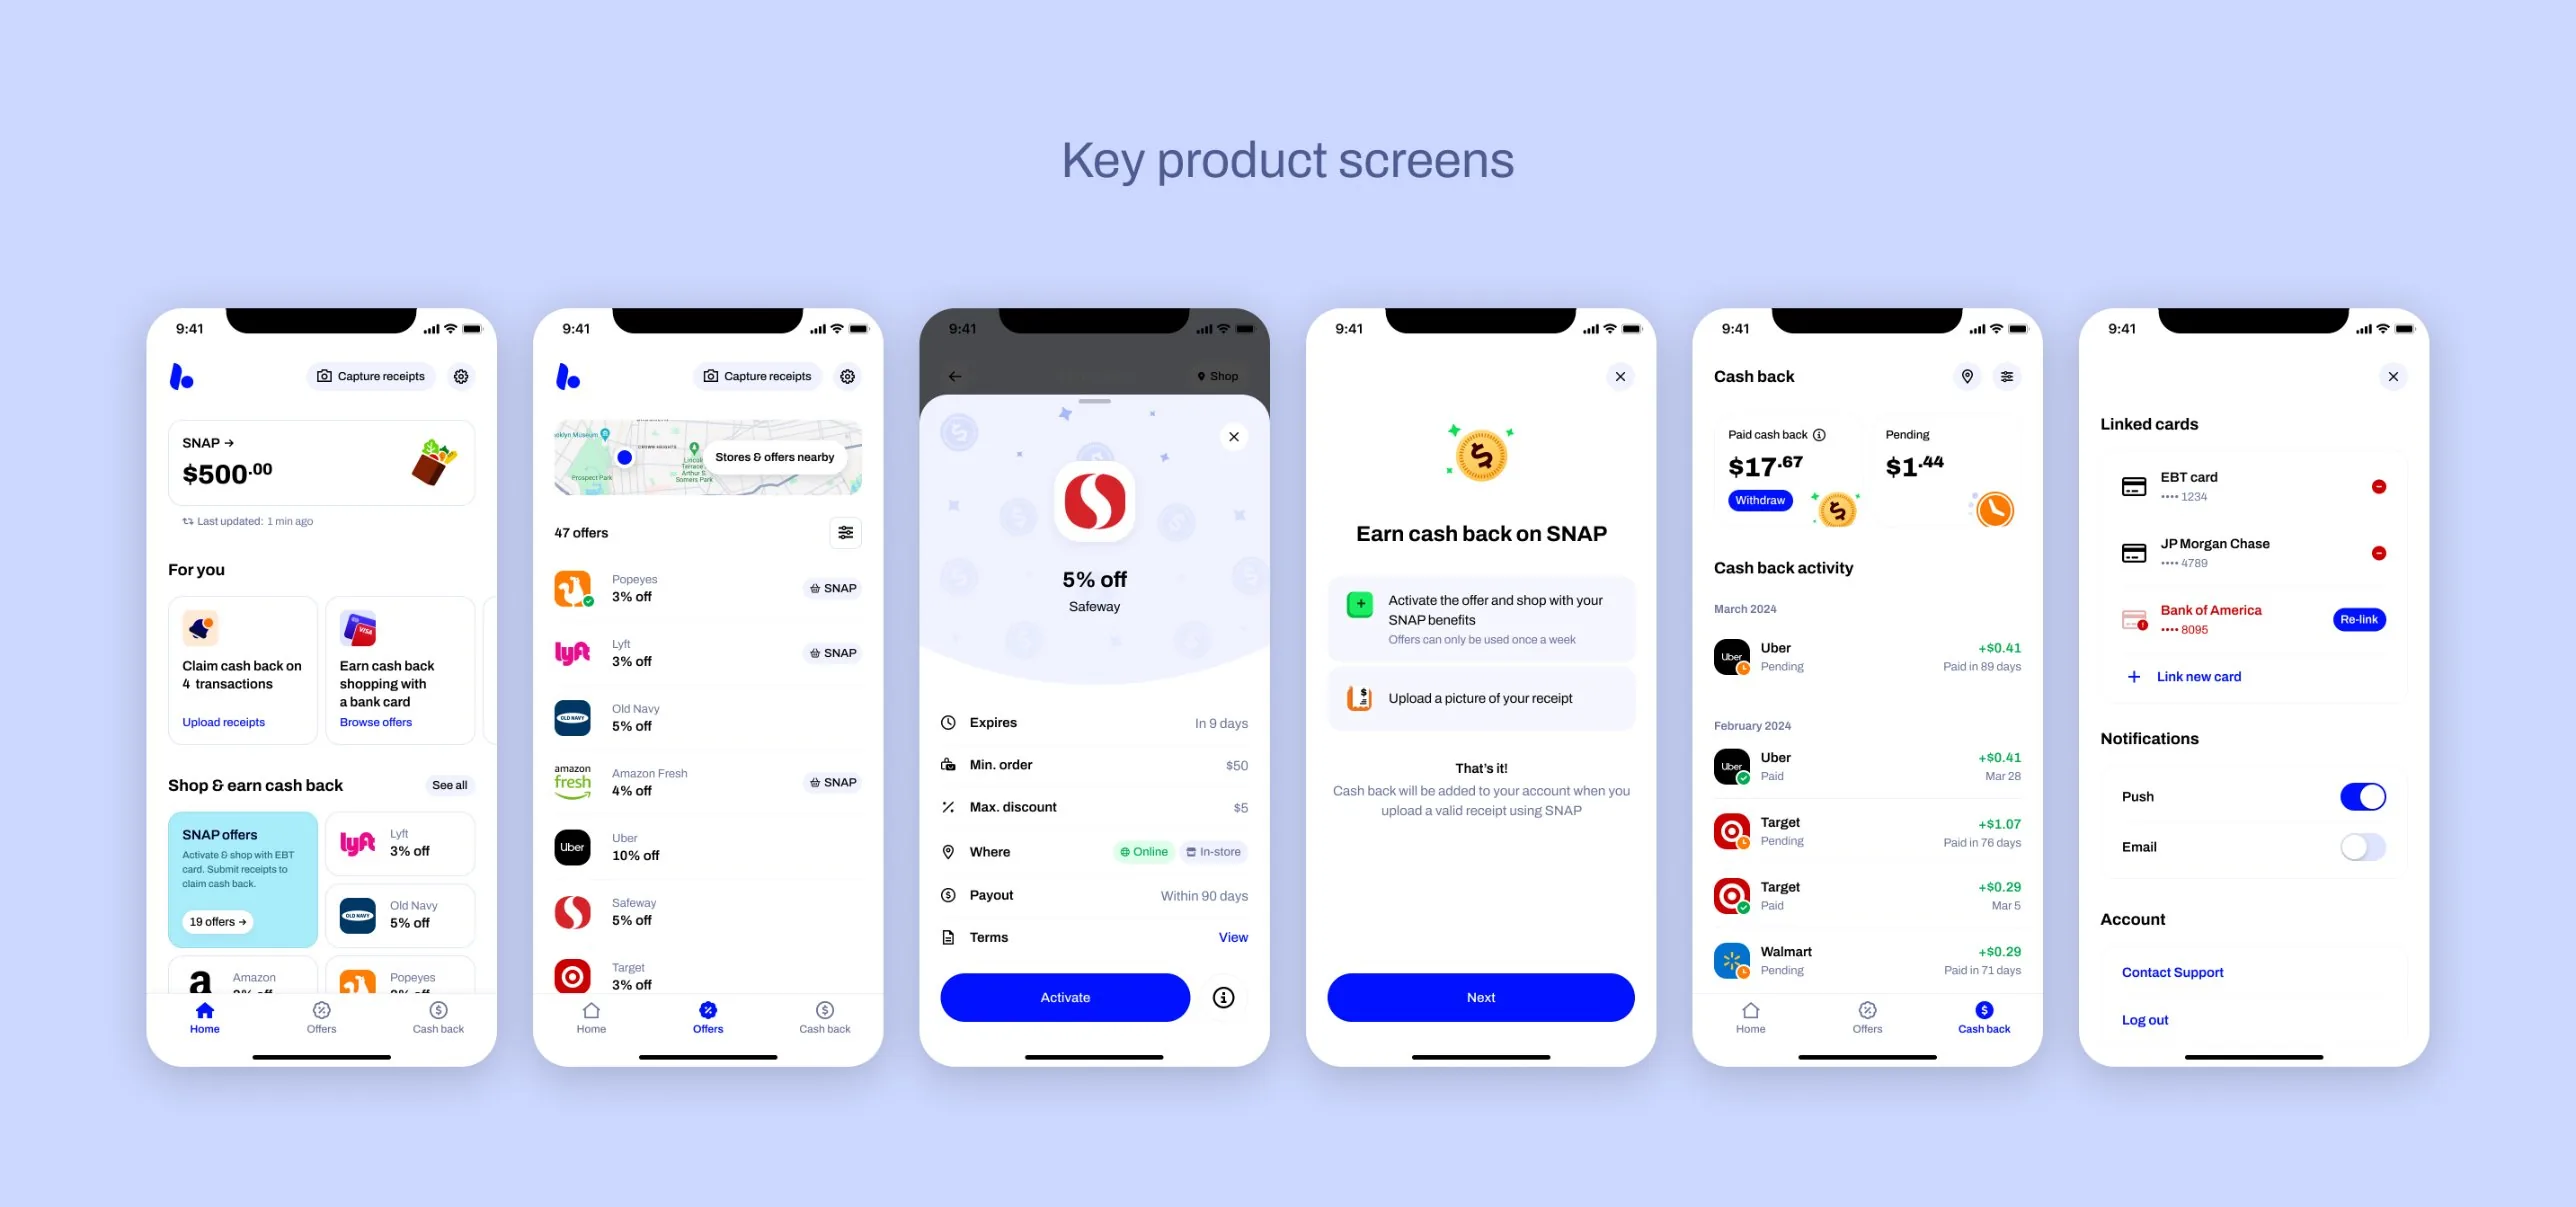 Key product screens
9:41
Capture receipts
SNAP →
$500.00
Last updated: 1 min ago
For you
Claim cash back on
4 transactions
Upload receipts
VISA
Earn cash back
shopping with
a bank card
Browse offers
Shop & earn cash back
See all
SNAP offers
Activate & shop with EBT
card. Submit receipts to
claim cash back.
19 offers →
lyft
Lyft
3% off
OLD NAVY
Old Navy
5% off
a
Amazon
Popeyes
Home
Offers
Cash back
9:41
Capture receipts
Prospect Park
Stores & offers nearby
47 offers
Popeyes
3% off
SNAP
lyft
Lyft
3% off
SNAP
OLD NAVY
Old Navy
5% off
amazon
fresh
Amazon Fresh
4% off
SNAP
Uber
Uber
10% off
Safeway
5% off
Target
3% off
Home
Offers
Cash back
9:41
Shop
5% off
Safeway
Expires
In 9 days
Min. order
$50
Max. discount
$5
Where
Online
In-store
Payout
Within 90 days
Terms
View
Activate
9:41
Earn cash back on SNAP
Activate the offer and shop with your
SNAP benefits
Offers can only be used once a week
Upload a picture of your receipt
That's it!
Cash back will be added to your account when you
upload a valid receipt using SNAP
Next
9:41
Cash back
Paid cash back
$17.67
Withdraw
Pending
$1.44
Cash back activity
March 2024
Uber
Uber
+$0.41
Pending
Paid in 89 days
February 2024
Uber
Uber
+$0.41
Paid
Mar 28
Target
+$1.07
Pending
Paid in 76 days
Target
+$0.29
Paid
Mar 5
Walmart
+$0.29
Pending
Paid in 71 days
Home
Offers
Cash back
9:41
Linked cards
EBT card
•••• 1234
JP Morgan Chase
•••• 4789
Bank of America
•••• 8095
Re-link
Link new card
Notifications
Push
Email
Account
Contact Support
Log out